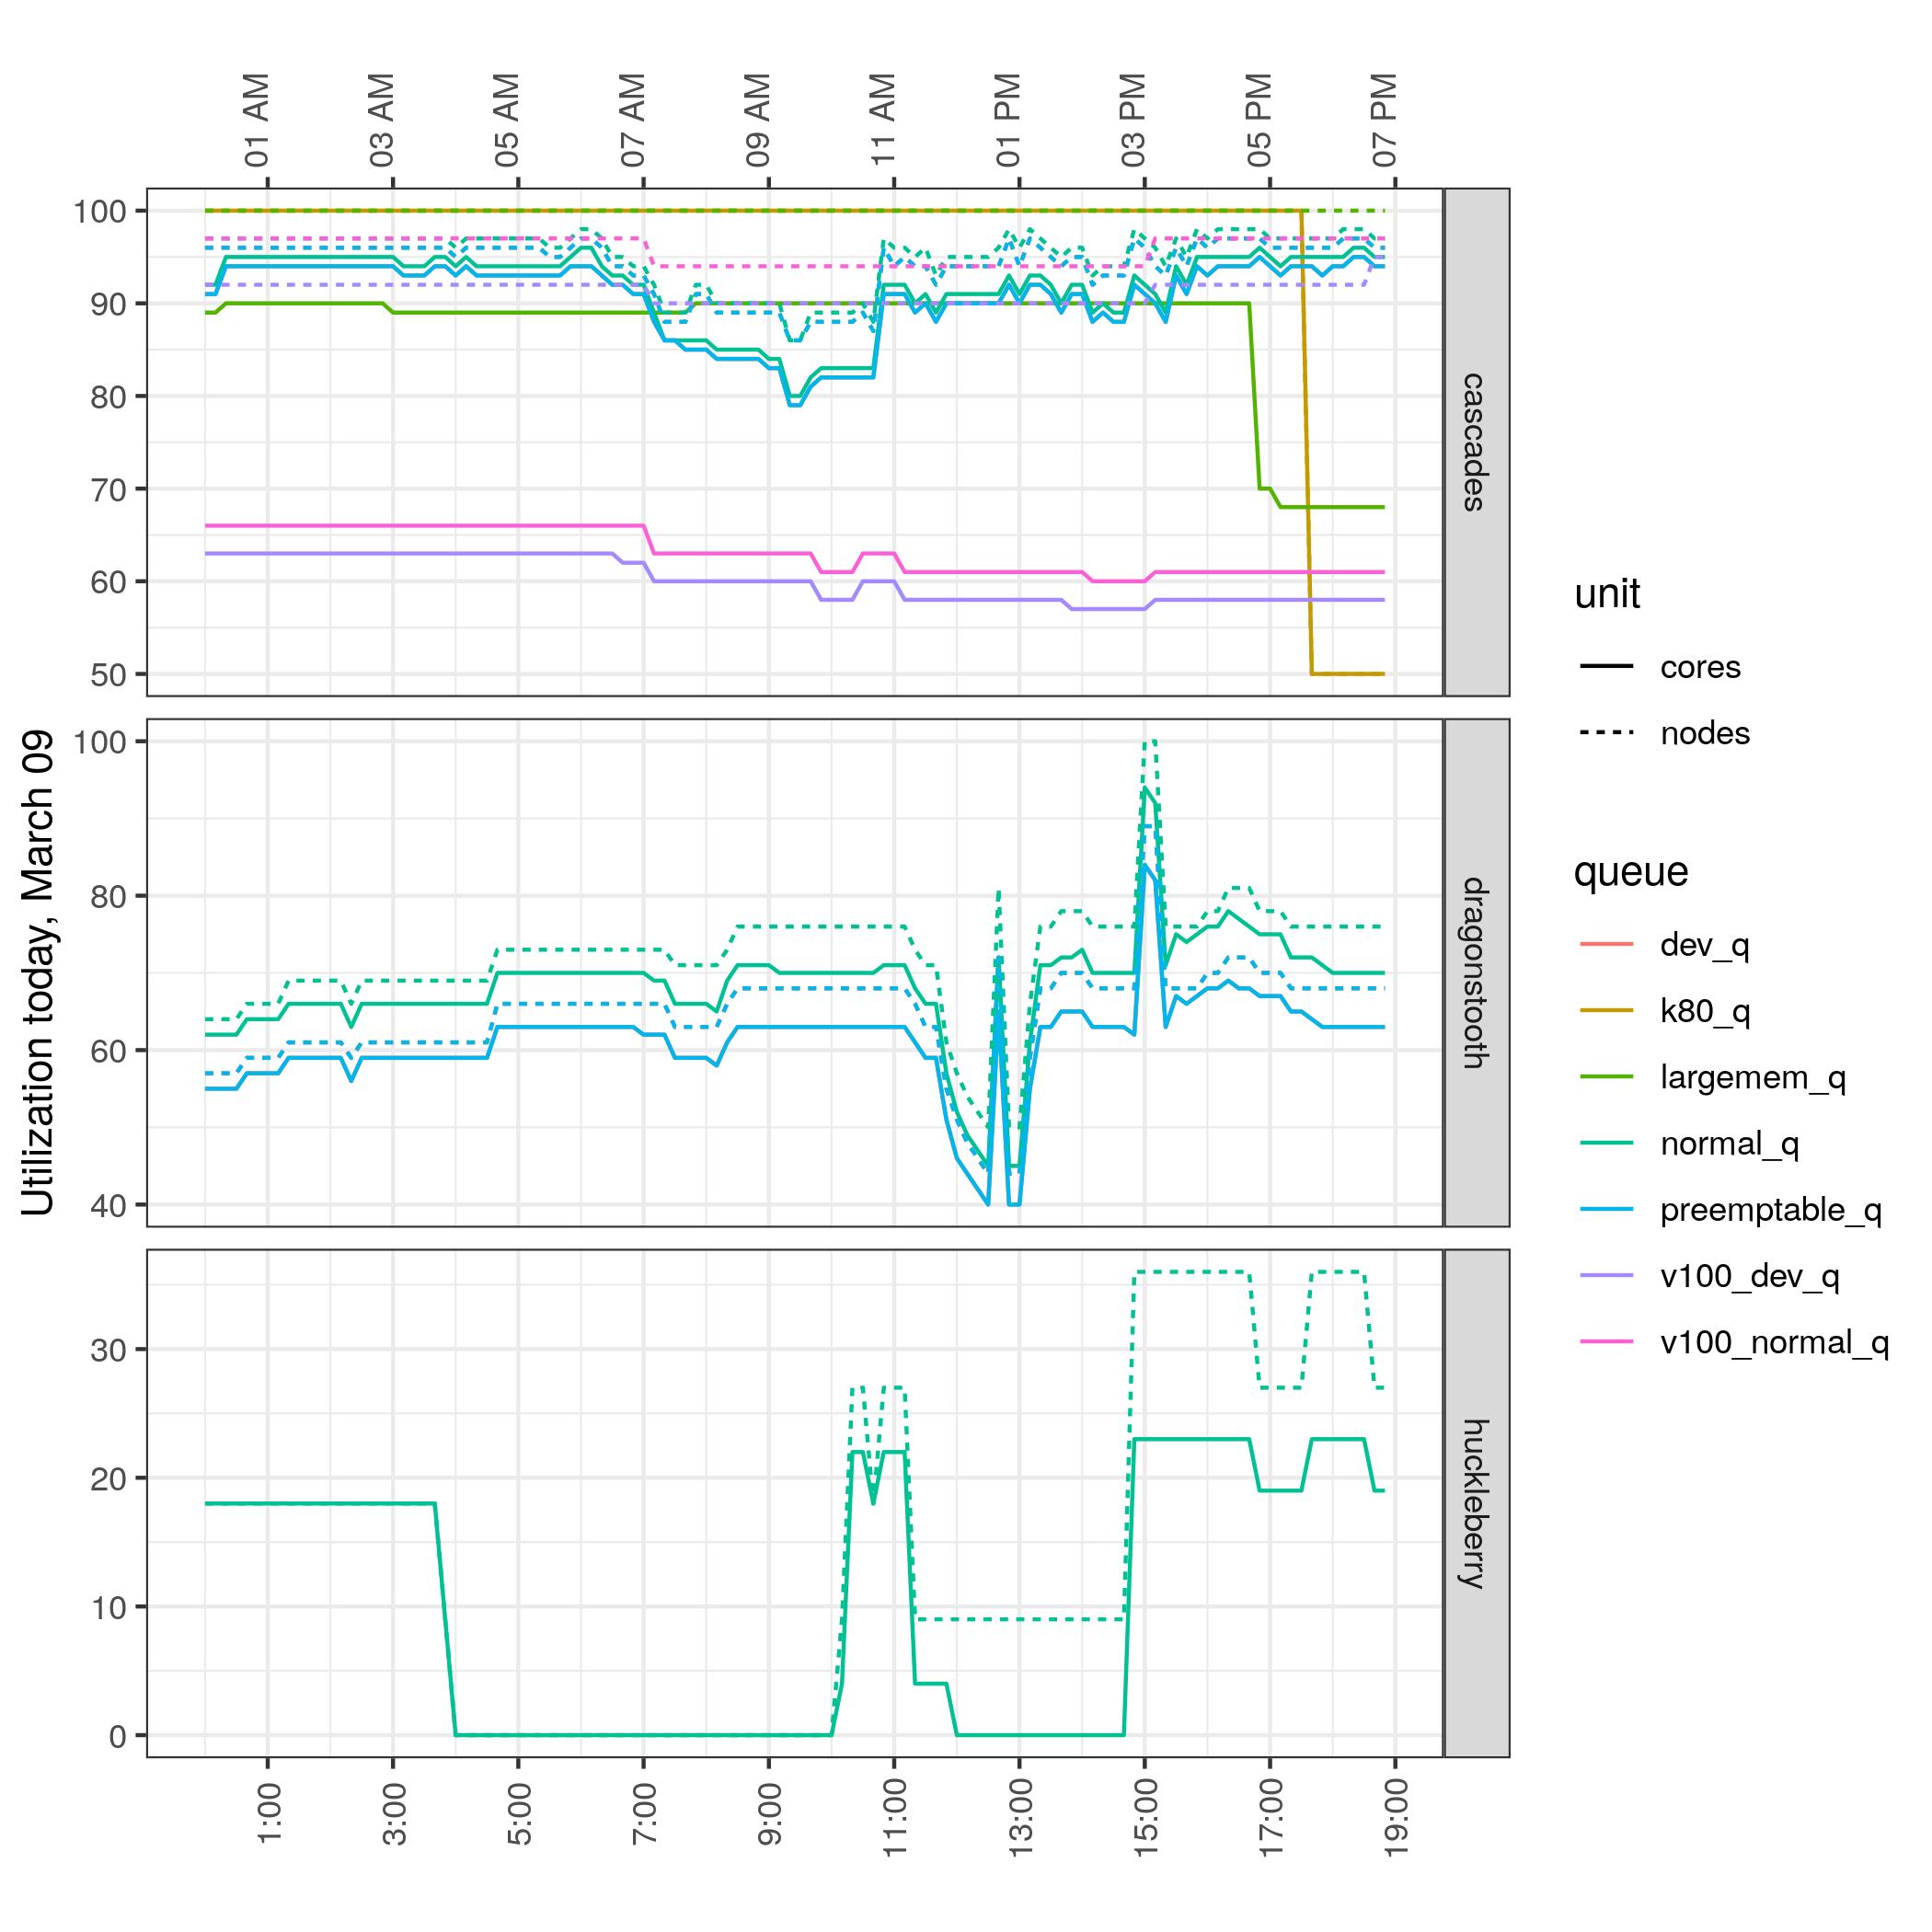 01 AM
03 AM
05 AM
07 AM
09 AM
11 AM
01 PM
03 PM
05 PM
07 PM
Utilization today, March 09
100
90
80
70
60
50
cascades
100
80
60
40
dragonstooth
30
20
10
0
huckleberry
1:00
3:00
5:00
7:00
9:00
11:00
13:00
15:00
17:00
19:00
unit
cores
nodes
queue
dev_q
k80_q
largemem_q
normal_q
preemptable_q
v100_dev_q
v100_normal_q